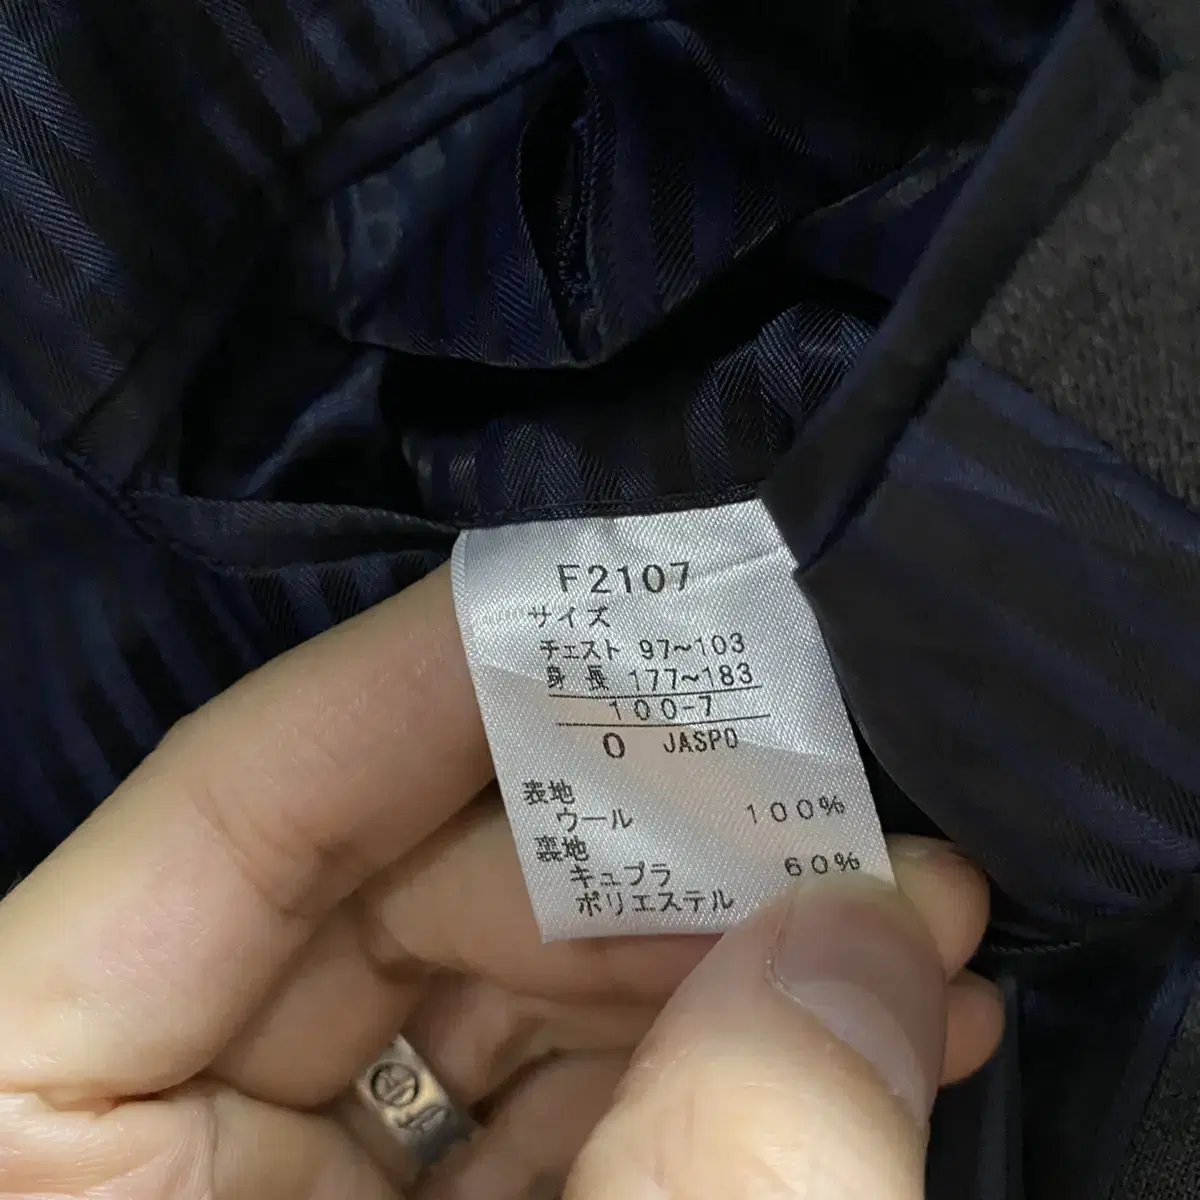 F2107
サイズ
チェスト 97~103
身長 177~183
100-7
0 JASPO
表地
ウール 100%
裏地
キュプラ 60%
ポリエステル